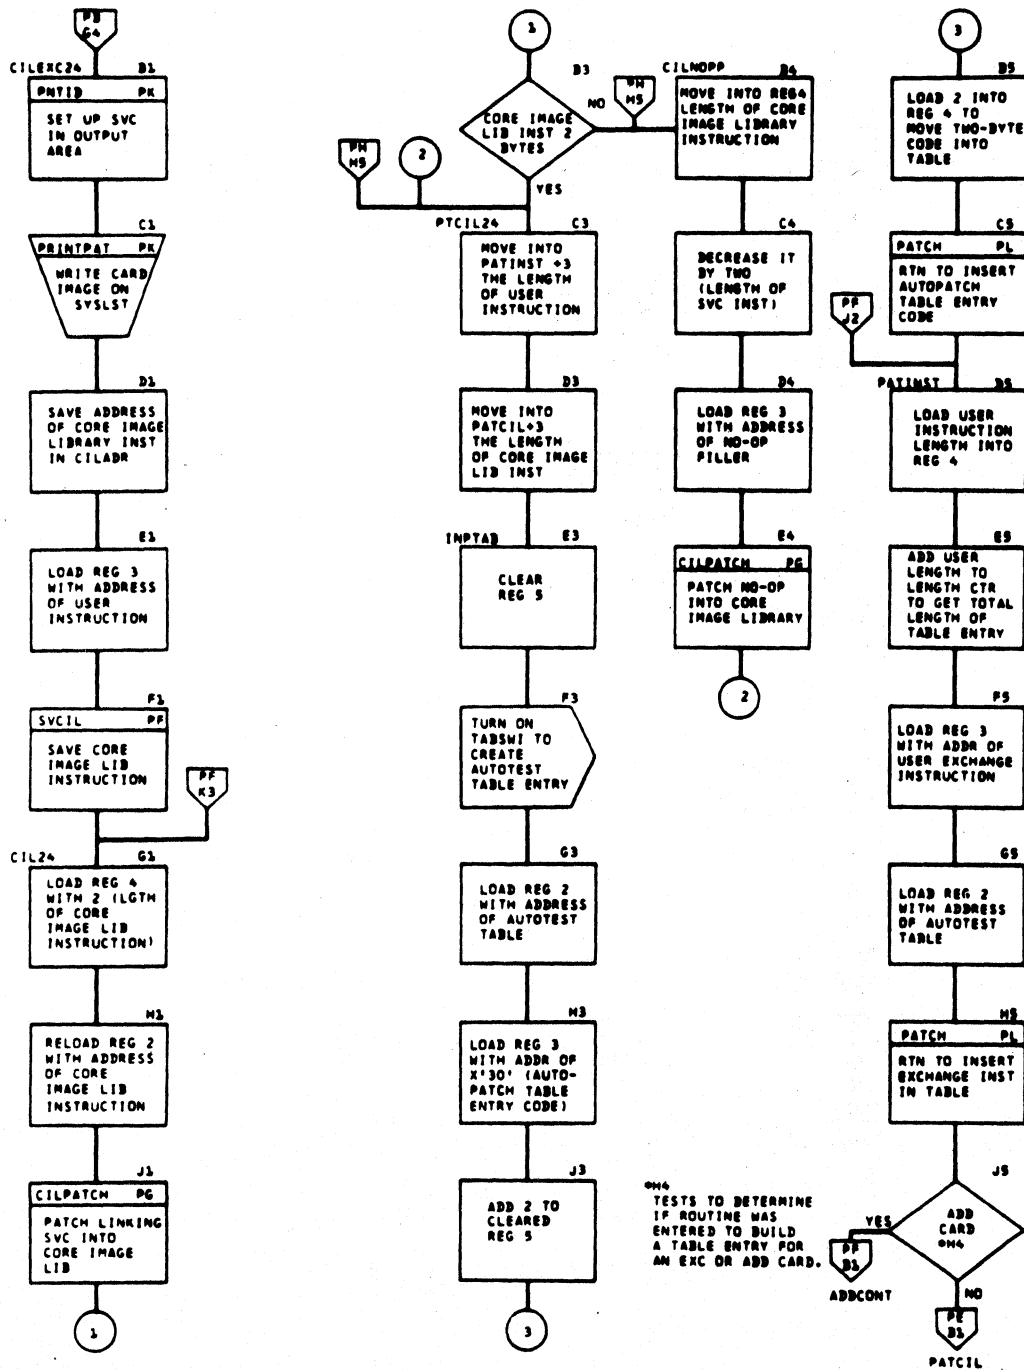 PB
G4
CILEXC24 B1
PNTID PK
SET UP SVC
IN OUTPUT
AREA
C1
PRINTPAT PK
WRITE CARD
IMAGE ON
SYSLST
D1
SAVE ADDRESS
OF CORE IMAGE
LIBRARY INST
IN CILADR
E1
LOAD REG 3
WITH ADDRESS
OF USER
INSTRUCTION
F1
SVCIL PF
SAVE CORE
IMAGE LIB
INSTRUCTION
PF
K3
CIL24 G1
LOAD REG 4
WITH 2 (LGTH
OF CORE
IMAGE LIB
INSTRUCTION)
H1
RELOAD REG 2
WITH ADDRESS
OF CORE
IMAGE LIB
INSTRUCTION
J1
CILPATCH PG
PATCH LINKING
SVC INTO
CORE IMAGE
LIB
1
1
B3
CORE IMAGE
LIB INST 2
BYTES
NO
PH
H5
YES
PH
H5
2
PTCIL24 C3
MOVE INTO
PATINST +3
THE LENGTH
OF USER
INSTRUCTION
D3
MOVE INTO
PATCIL+3
THE LENGTH
OF CORE IMAGE
LIB INST
INPTAB E3
CLEAR
REG 5
F3
TURN ON
TABSWI TO
CREATE
AUTOTEST
TABLE ENTRY
G3
LOAD REG 2
WITH ADDRESS
OF AUTOTEST
TABLE
H3
LOAD REG 3
WITH ADDR OF
X'30' (AUTO-
PATCH TABLE
ENTRY CODE)
J3
ADD 2 TO
CLEARED
REG 5
3
CILNOPP B4
MOVE INTO REG4
LENGTH OF CORE
IMAGE LIBRARY
INSTRUCTION
C4
DECREASE IT
BY TWO
(LENGTH OF
SVC INST)
D4
LOAD REG 3
WITH ADDRESS
OF NO-OP
FILLER
E4
CILPATCH PG
PATCH NO-OP
INTO CORE
IMAGE LIBRARY
2
3
B5
LOAD 2 INTO
REG 4 TO
MOVE TWO-BYTE
CODE INTO
TABLE
C5
PATCH PL
RTN TO INSERT
AUTOPATCH
TABLE ENTRY
CODE
PF
J2
PATINST D5
LOAD USER
INSTRUCTION
LENGTH INTO
REG 4
E5
ADD USER
LENGTH TO
LENGTH CTR
TO GET TOTAL
LENGTH OF
TABLE ENTRY
F5
LOAD REG 3
WITH ADDR OF
USER EXCHANGE
INSTRUCTION
G5
LOAD REG 2
WITH ADDRESS
OF AUTOTEST
TABLE
H5
PATCH PL
RTN TO INSERT
EXCHANGE INST
IN TABLE
J5
ADD
CARD
*H4
YES
PF
B1
ADDCONT
NO
PE
B1
PATCIL
*H4
TESTS TO DETERMINE
IF ROUTINE WAS
ENTERED TO BUILD
A TABLE ENTRY FOR
AN EXC OR ADD CARD.